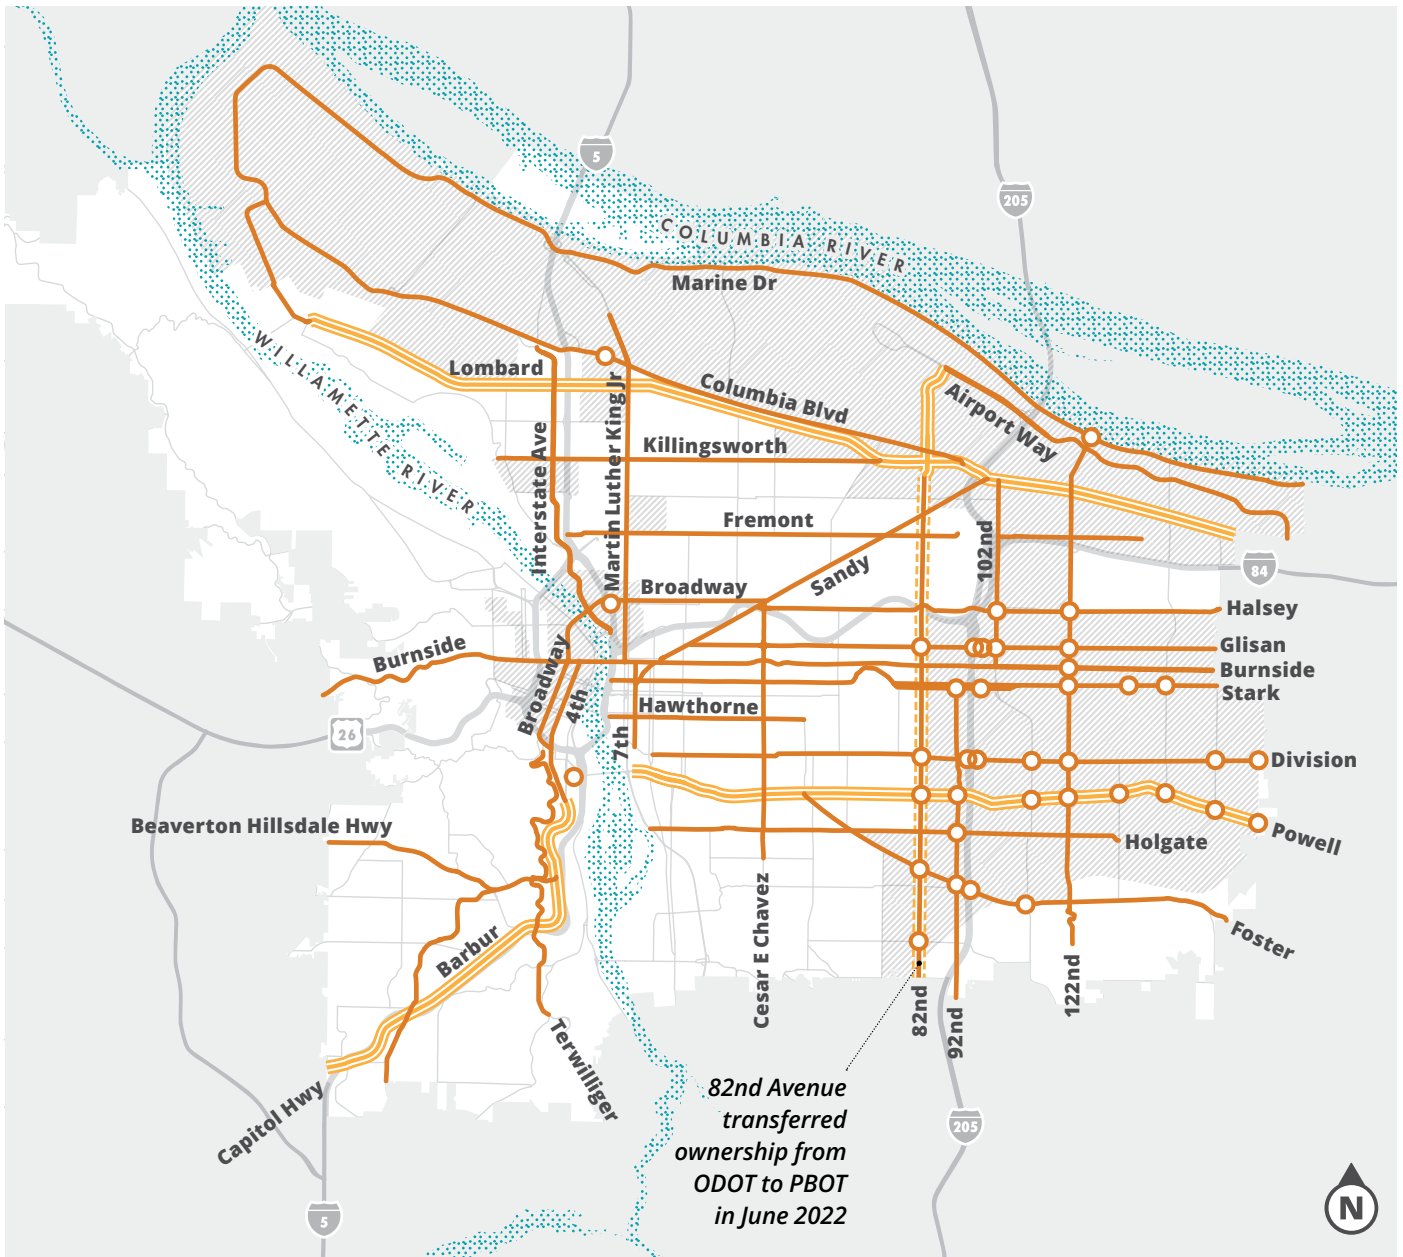 5
205
COLUMBIA RIVER
Marine Dr
WILLAMETTE RIVER
Lombard
Columbia Blvd
Airport Way
Interstate Ave
Martin Luther King Jr
Killingsworth
Fremont
102nd
Sandy
84
Broadway
Halsey
Glisan
Burnside
Burnside
Stark
Broadway
4th
Hawthorne
26
7th
Division
Beaverton Hillsdale Hwy
Powell
Holgate
Barbur
Cesar E Chavez
Foster
122nd
82nd
92nd
Terwilliger
Capitol Hwy
82nd Avenue
transferred
ownership from
ODOT to PBOT
in June 2022
205
5
N